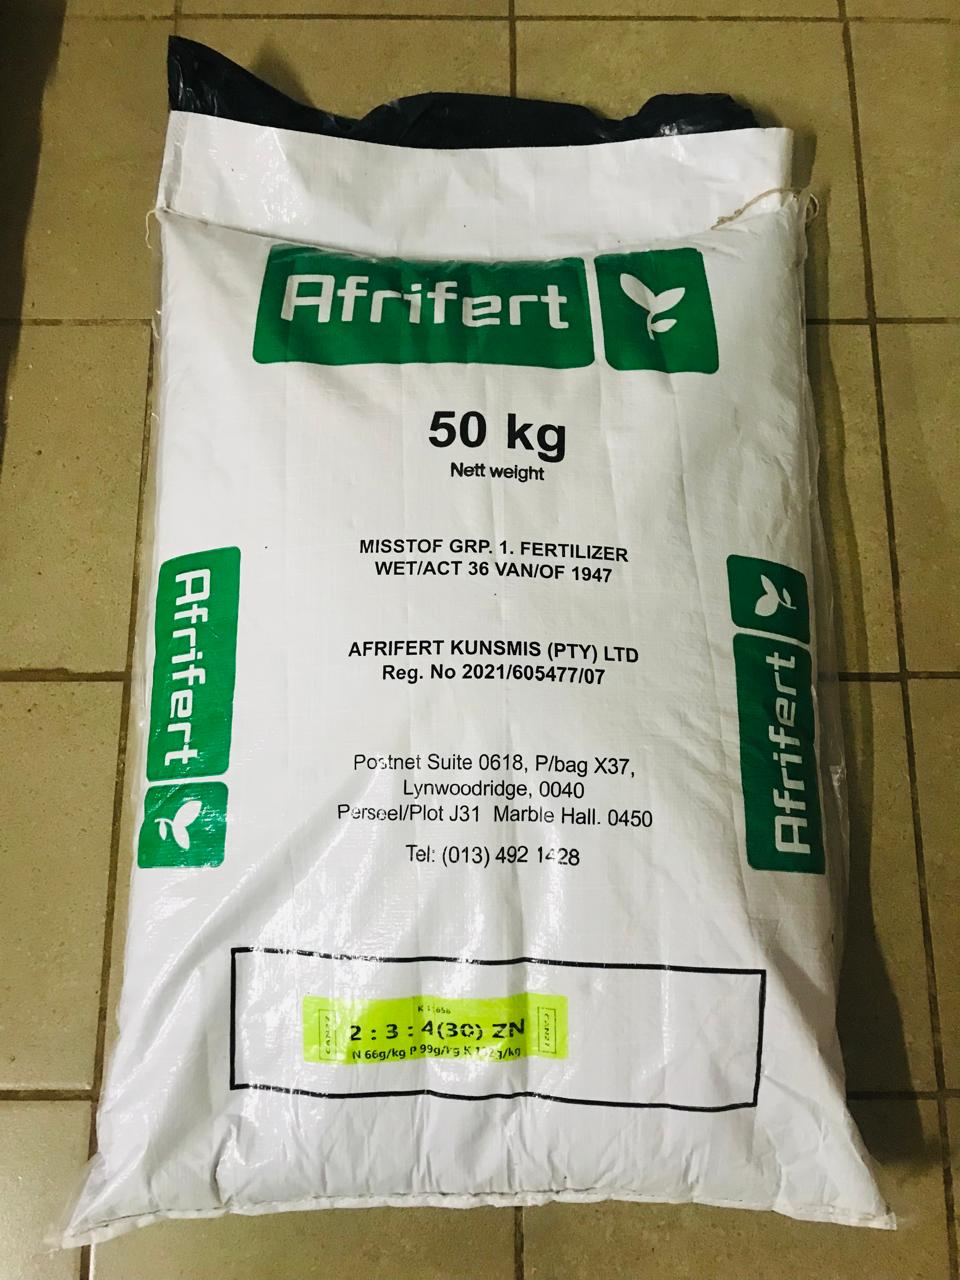 Afrifert
50 kg
Nett weight
MISSTOF GRP. 1. FERTILIZER
WET/ACT 36 VAN/OF 1947
AFRIFERT KUNSMIS (PTY) LTD
Reg. No 2021/605477/07
Afrifert
Afrifert
Postnet Suite 0618, P/bag X37,
Lynwoodridge, 0040
Perseel/Plot J31 Marble Hall. 0450
Tel: (013) 492 1428
2 : 3 : 4(30) ZN
N 66g/kg P 99g/kg K